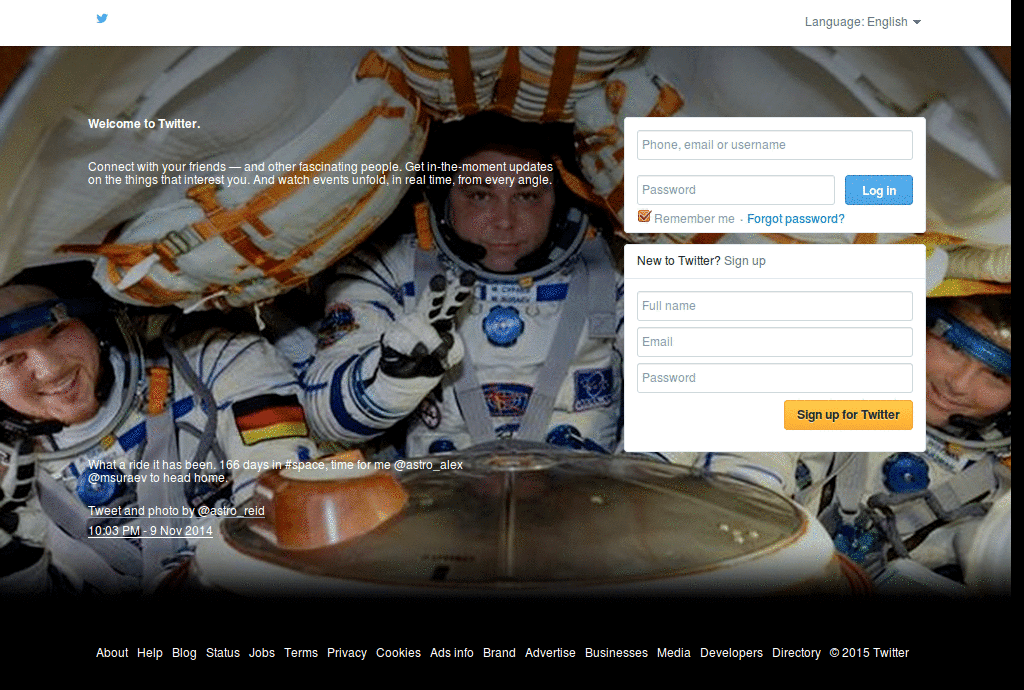 Language: English
Welcome to Twitter.
Connect with your friends — and other fascinating people. Get in-the-moment updates
on the things that interest you. And watch events unfold, in real time, from every angle.
Phone, email or username
Password
Log in
Remember me · Forgot password?
New to Twitter? Sign up
Full name
Email
Password
Sign up for Twitter
What a ride it has been. 166 days in #space, time for me @astro_alex
@msuraev to head home.
Tweet and photo by @astro_reid
10:03 PM - 9 Nov 2014
About Help Blog Status Jobs Terms Privacy Cookies Ads info Brand Advertise Businesses Media Developers Directory © 2015 Twitter